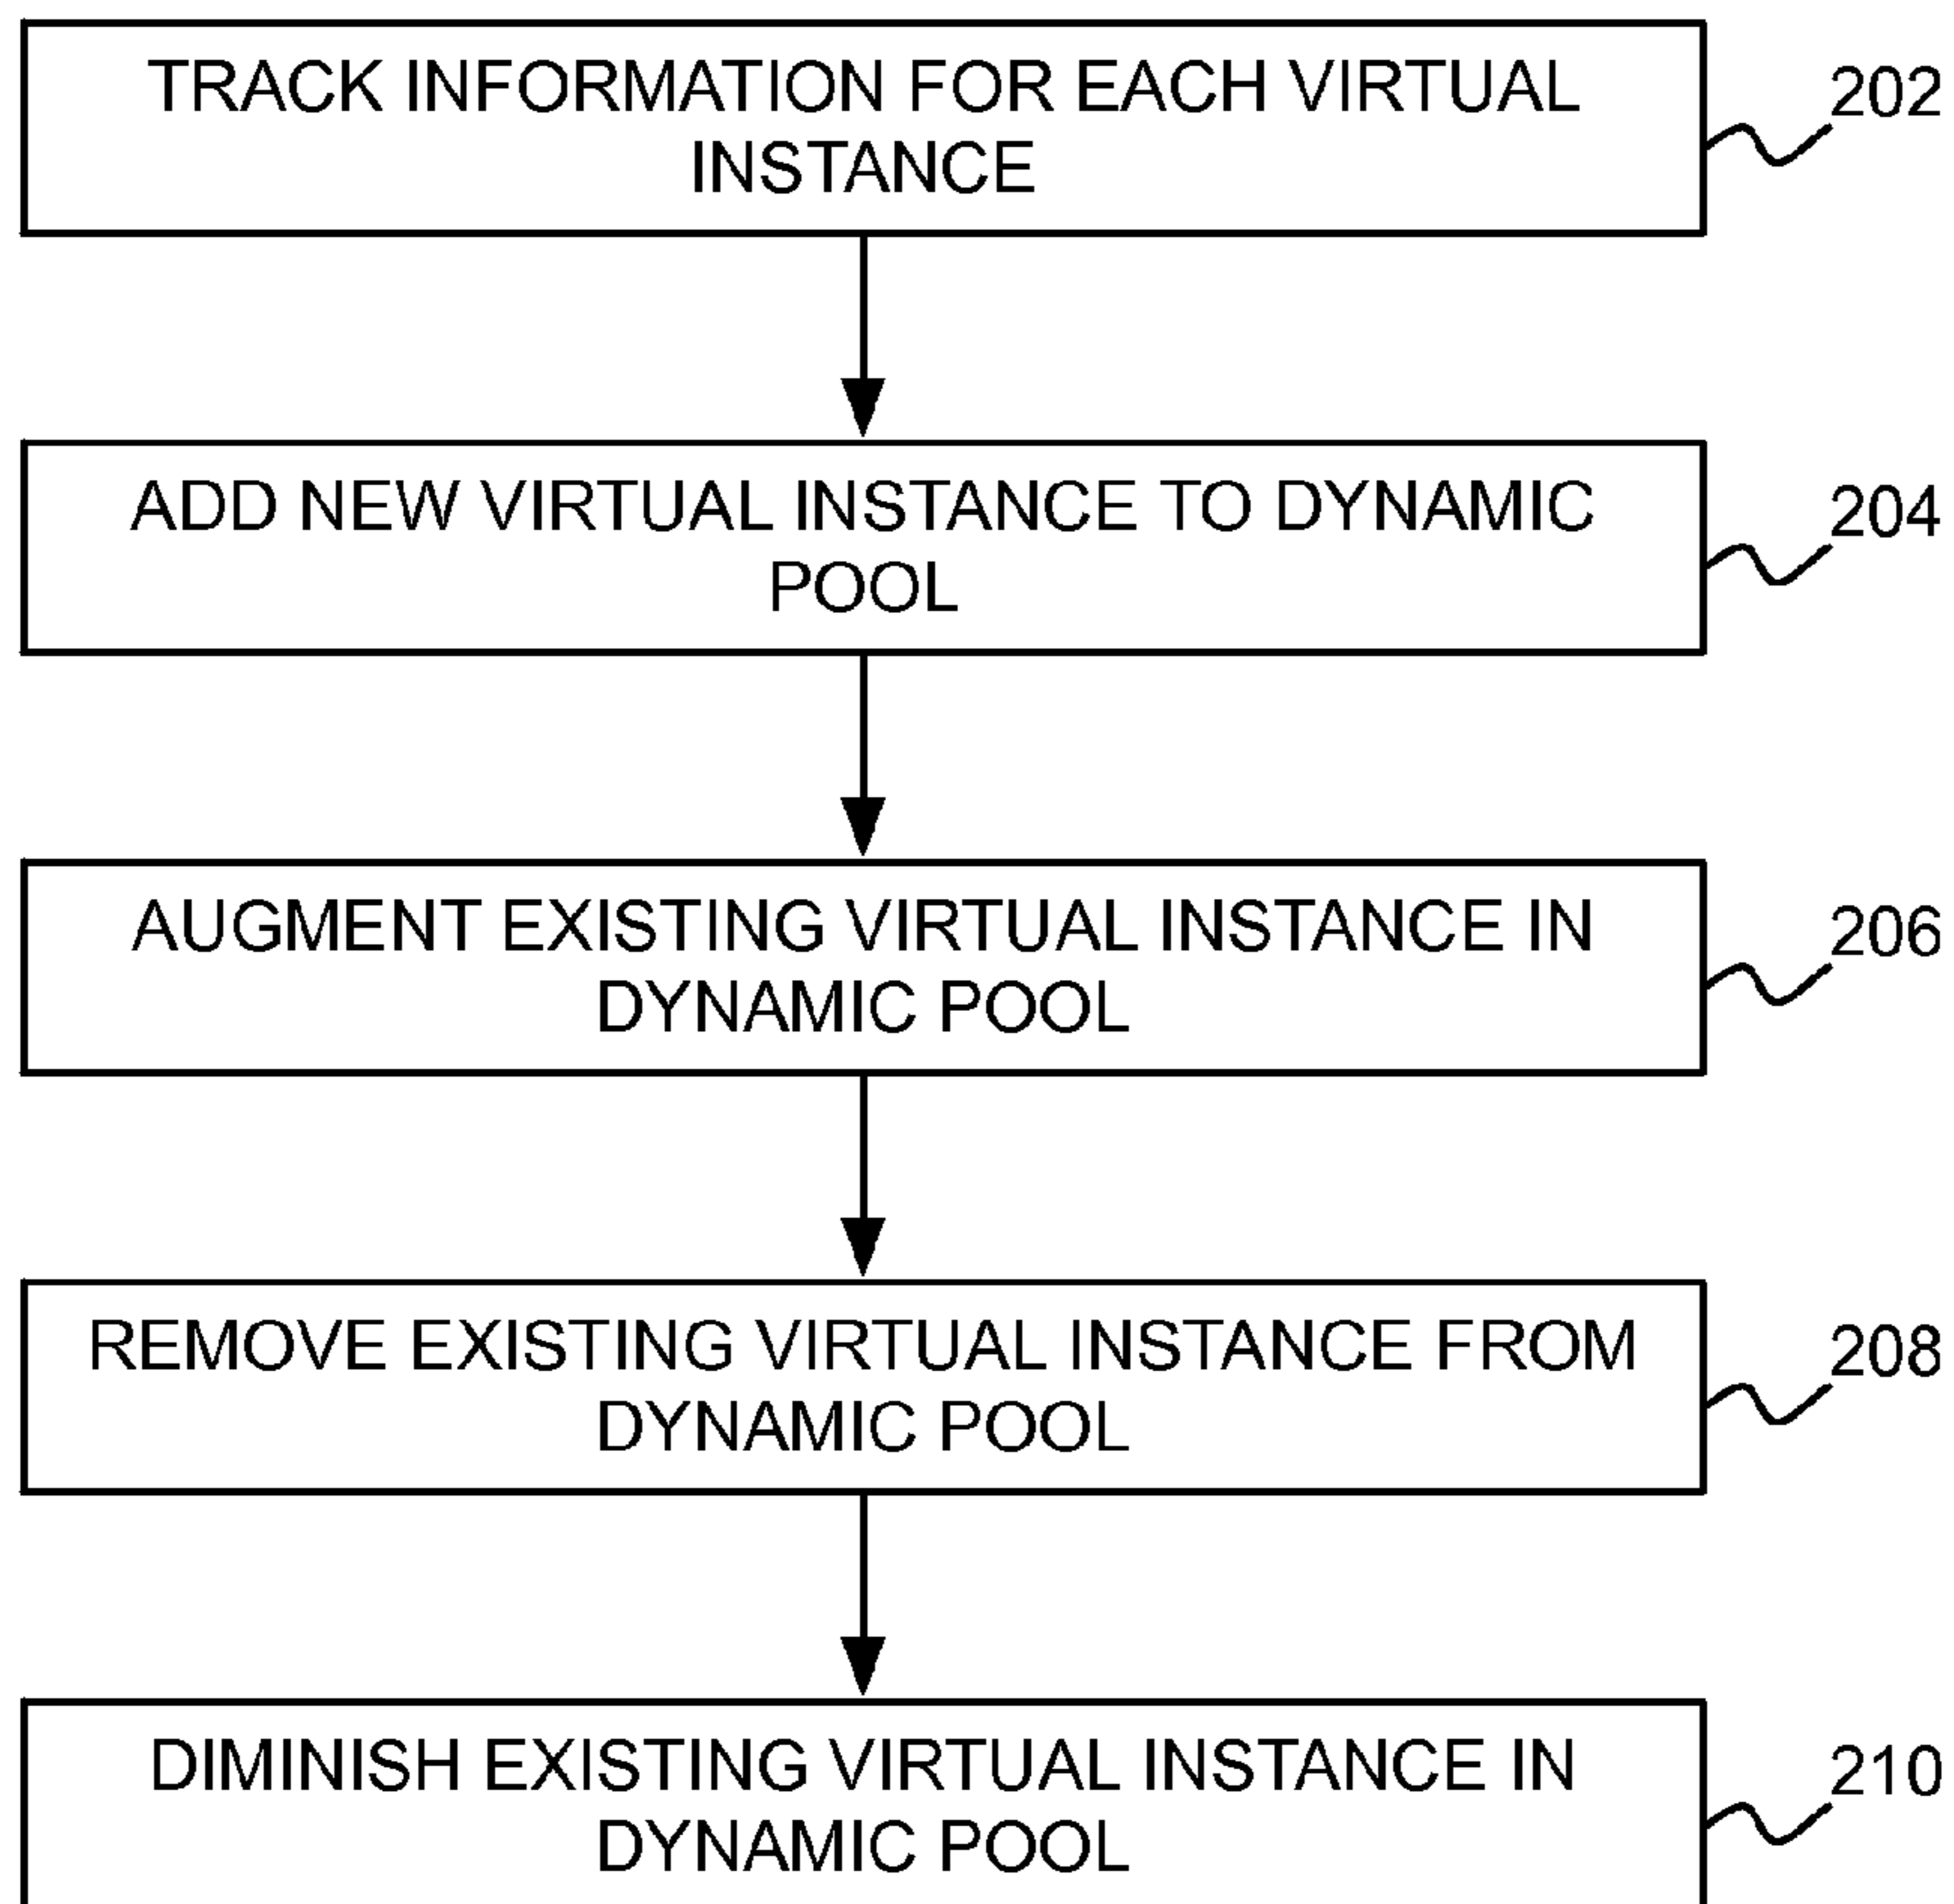 TRACK INFORMATION FOR EACH VIRTUAL
INSTANCE
202
ADD NEW VIRTUAL INSTANCE TO DYNAMIC
POOL
204
AUGMENT EXISTING VIRTUAL INSTANCE IN
DYNAMIC POOL
206
REMOVE EXISTING VIRTUAL INSTANCE FROM
DYNAMIC POOL
208
DIMINISH EXISTING VIRTUAL INSTANCE IN
DYNAMIC POOL
210